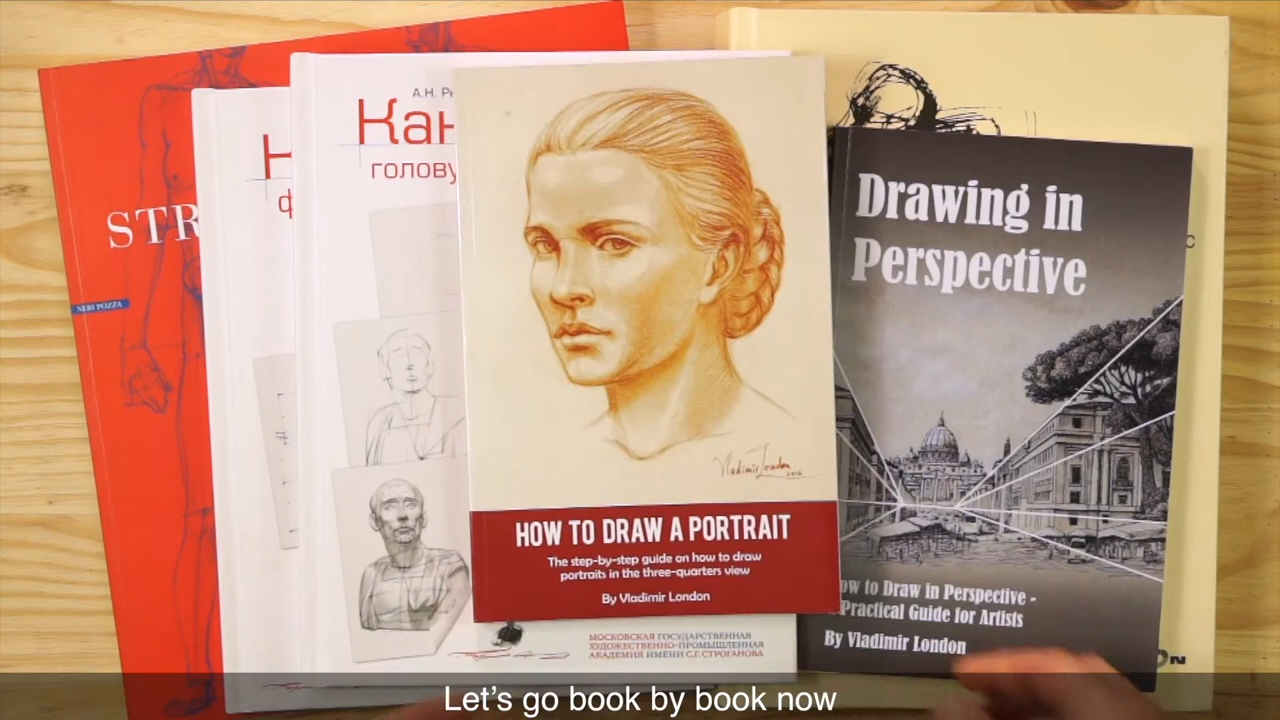 STR
NERI POZZA
А.Н. Р
Как
голову
HOW TO DRAW A PORTRAIT
The step-by-step guide on how to draw
portraits in the three-quarters view
By Vladimir London
Vladimir London
2016
МОСКОВСКАЯ ГОСУДАРСТВЕННАЯ
ХУДОЖЕСТВЕННО-ПРОМЫШЛЕННАЯ
АКАДЕМИЯ ИМЕНИ С.Г. СТРОГАНОВА
Drawing in
Perspective
ow to Draw in Perspective -
Practical Guide for Artists
By Vladimir London
Let's go book by book now